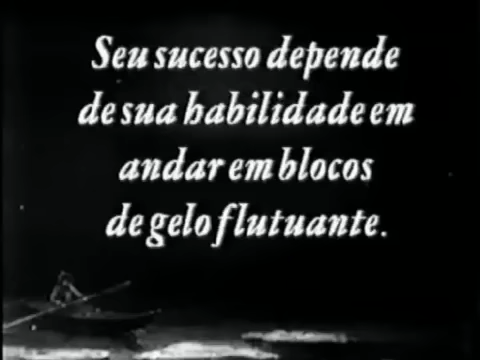 Seu sucesso depende
de sua habilidade em
andar em blocos
de gelo flutuante.